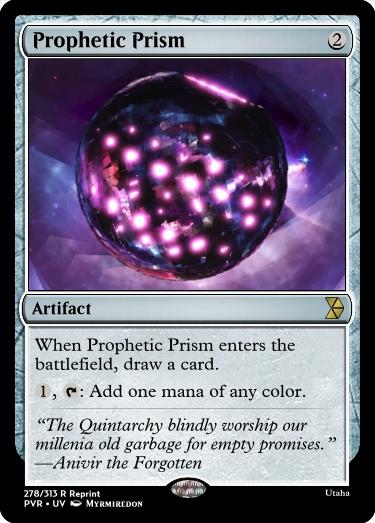 Prophetic Prism 2
Artifact
When Prophetic Prism enters the
battlefield, draw a card.
1, : Add one mana of any color.
"The Quintarchy blindly worship our
millenia old garbage for empty promises."
—Anivir the Forgotten
278/313 R Reprint
PVR • UV Myrmiredon
Utaha